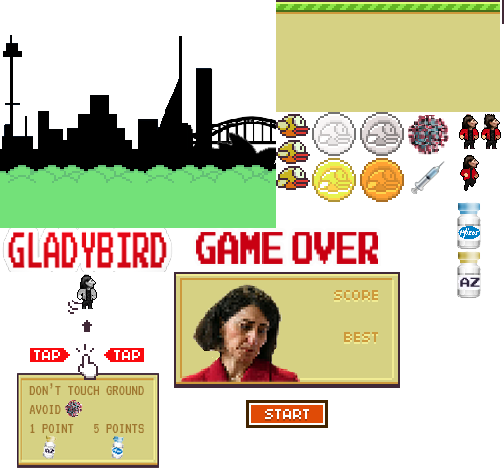 Pfizer
AZ
GLADYBIRD
GAME OVER
SCORE
BEST
TAP
TAP
DON'T TOUCH GROUND
AVOID
1 POINT
5 POINTS
START